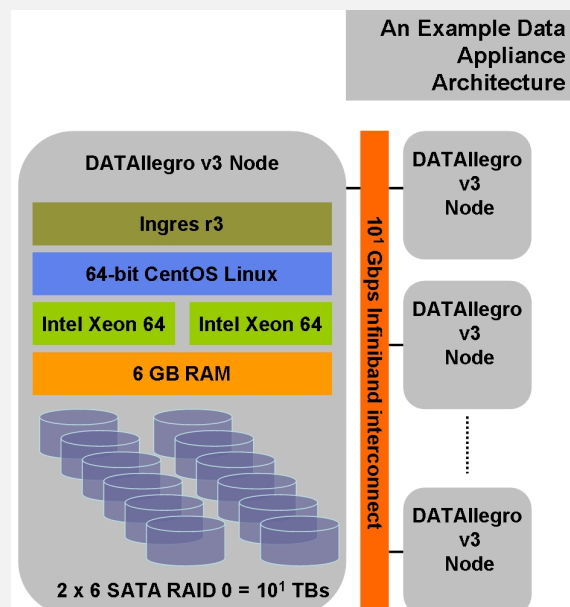 An Example Data
Appliance
Architecture
DATAllegro v3 Node
Ingres r3
64-bit CentOS Linux
Intel Xeon 64
Intel Xeon 64
6 GB RAM
2 x 6 SATA RAID 0 = 10¹ TBs
10¹ Gbps Infiniband interconnect
DATAllegro
v3
Node
DATAllegro
v3
Node
DATAllegro
v3
Node